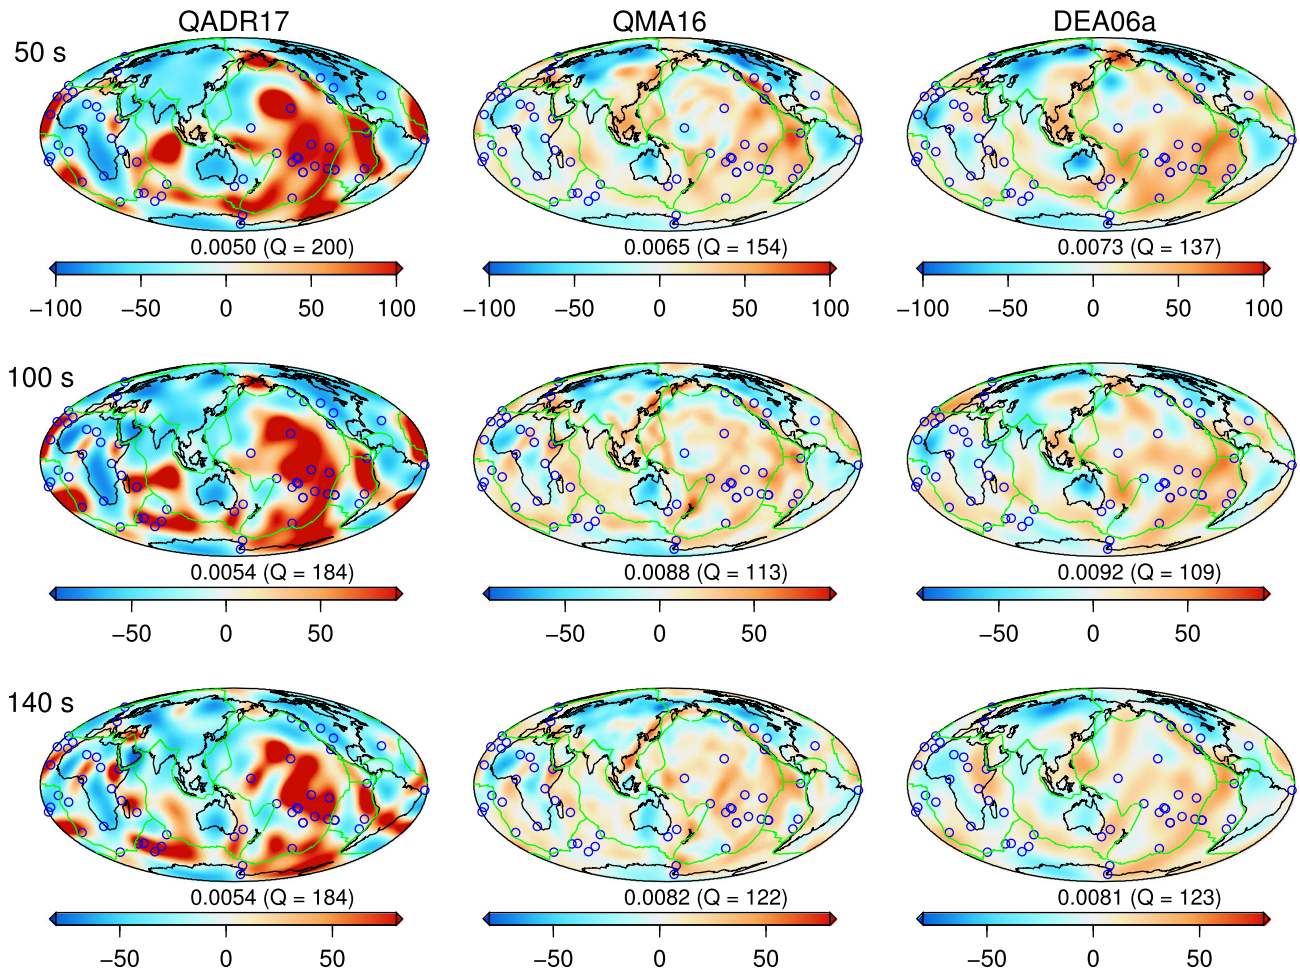 QADR17 QMA16 DEA06a
50 s
0.0050 (Q = 200) 0.0065 (Q = 154) 0.0073 (Q = 137)
−100 −50 0 50 100 −100 −50 0 50 100 −100 −50 0 50 100
100 s
0.0054 (Q = 184) 0.0088 (Q = 113) 0.0092 (Q = 109)
−50 0 50 −50 0 50 −50 0 50
140 s
0.0054 (Q = 184) 0.0082 (Q = 122) 0.0081 (Q = 123)
−50 0 50 −50 0 50 −50 0 50